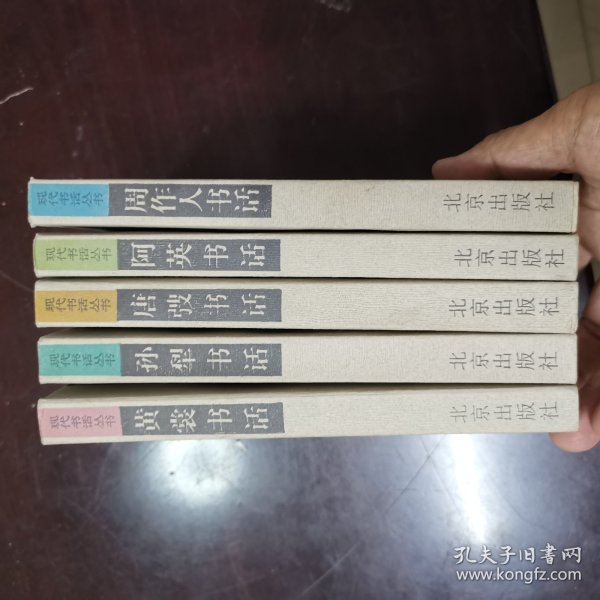 现代书话丛书 周作人书话 北京出版社
现代书话丛书 阿英书话 北京出版社
现代书话丛书 唐弢书话 北京出版社
现代书话丛书 孙犁书话 北京出版社
现代书话丛书 黄裳书话 北京出版社
孔夫子旧书网
www.kongfz.com